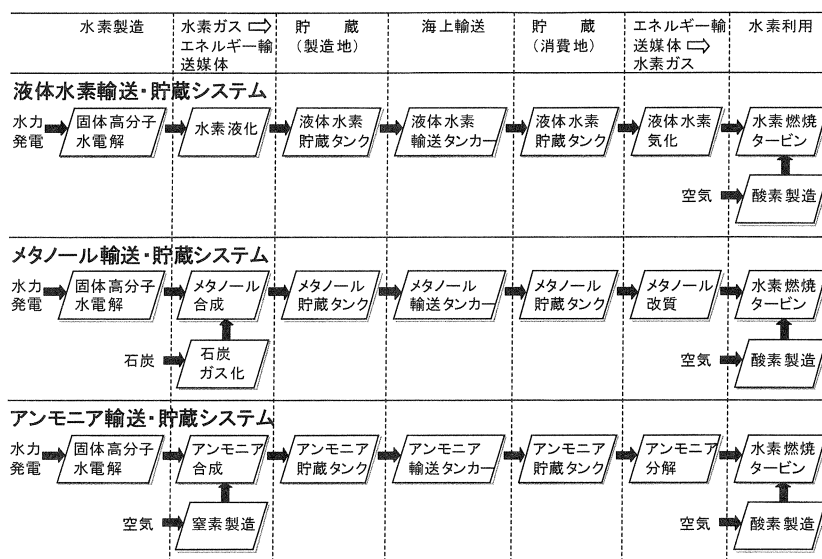 水素製造
水素ガス⇨
エネルギー輸
送媒体
貯　蔵
(製造地)
海上輸送
貯　蔵
(消費地)
エネルギー輸
送媒体⇨
水素ガス
水素利用
液体水素輸送・貯蔵システム
水力
発電
固体高分子
水電解
水素液化
液体水素
貯蔵タンク
液体水素
輸送タンカー
液体水素
貯蔵タンク
液体水素
気化
水素燃焼
タービン
空気
酸素製造
メタノール輸送・貯蔵システム
水力
発電
固体高分子
水電解
メタノール
合成
メタノール
貯蔵タンク
メタノール
輸送タンカー
メタノール
貯蔵タンク
メタノール
改質
水素燃焼
タービン
石炭
石炭
ガス化
空気
酸素製造
アンモニア輸送・貯蔵システム
水力
発電
固体高分子
水電解
アンモニア
合成
アンモニア
貯蔵タンク
アンモニア
輸送タンカー
アンモニア
貯蔵タンク
アンモニア
分解
水素燃焼
タービン
空気
窒素製造
空気
酸素製造